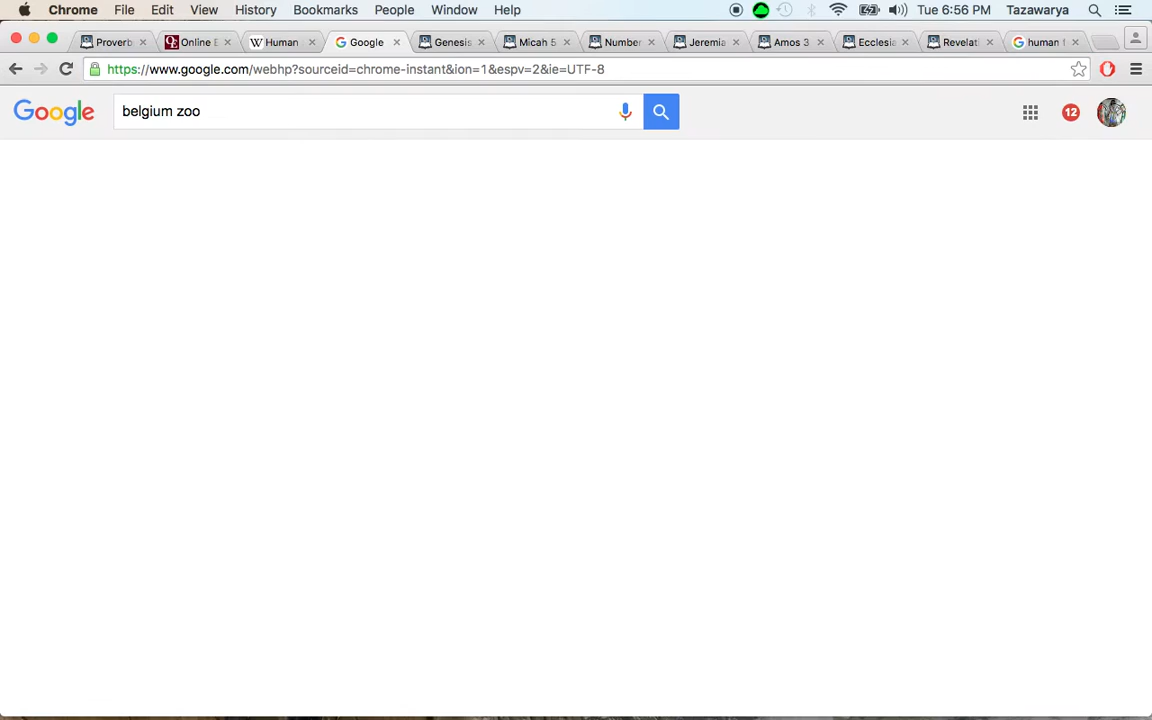 Chrome File Edit View History Bookmarks People Window Help Tue 6:56 PM Tazawarya
Proverb Online E Human Google Genesis Micah 5 Number Jeremia Amos 3 Ecclesia Revelati human f
https://www.google.com/webhp?sourceid=chrome-instant&ion=1&espv=2&ie=UTF-8
Google belgium zoo 12